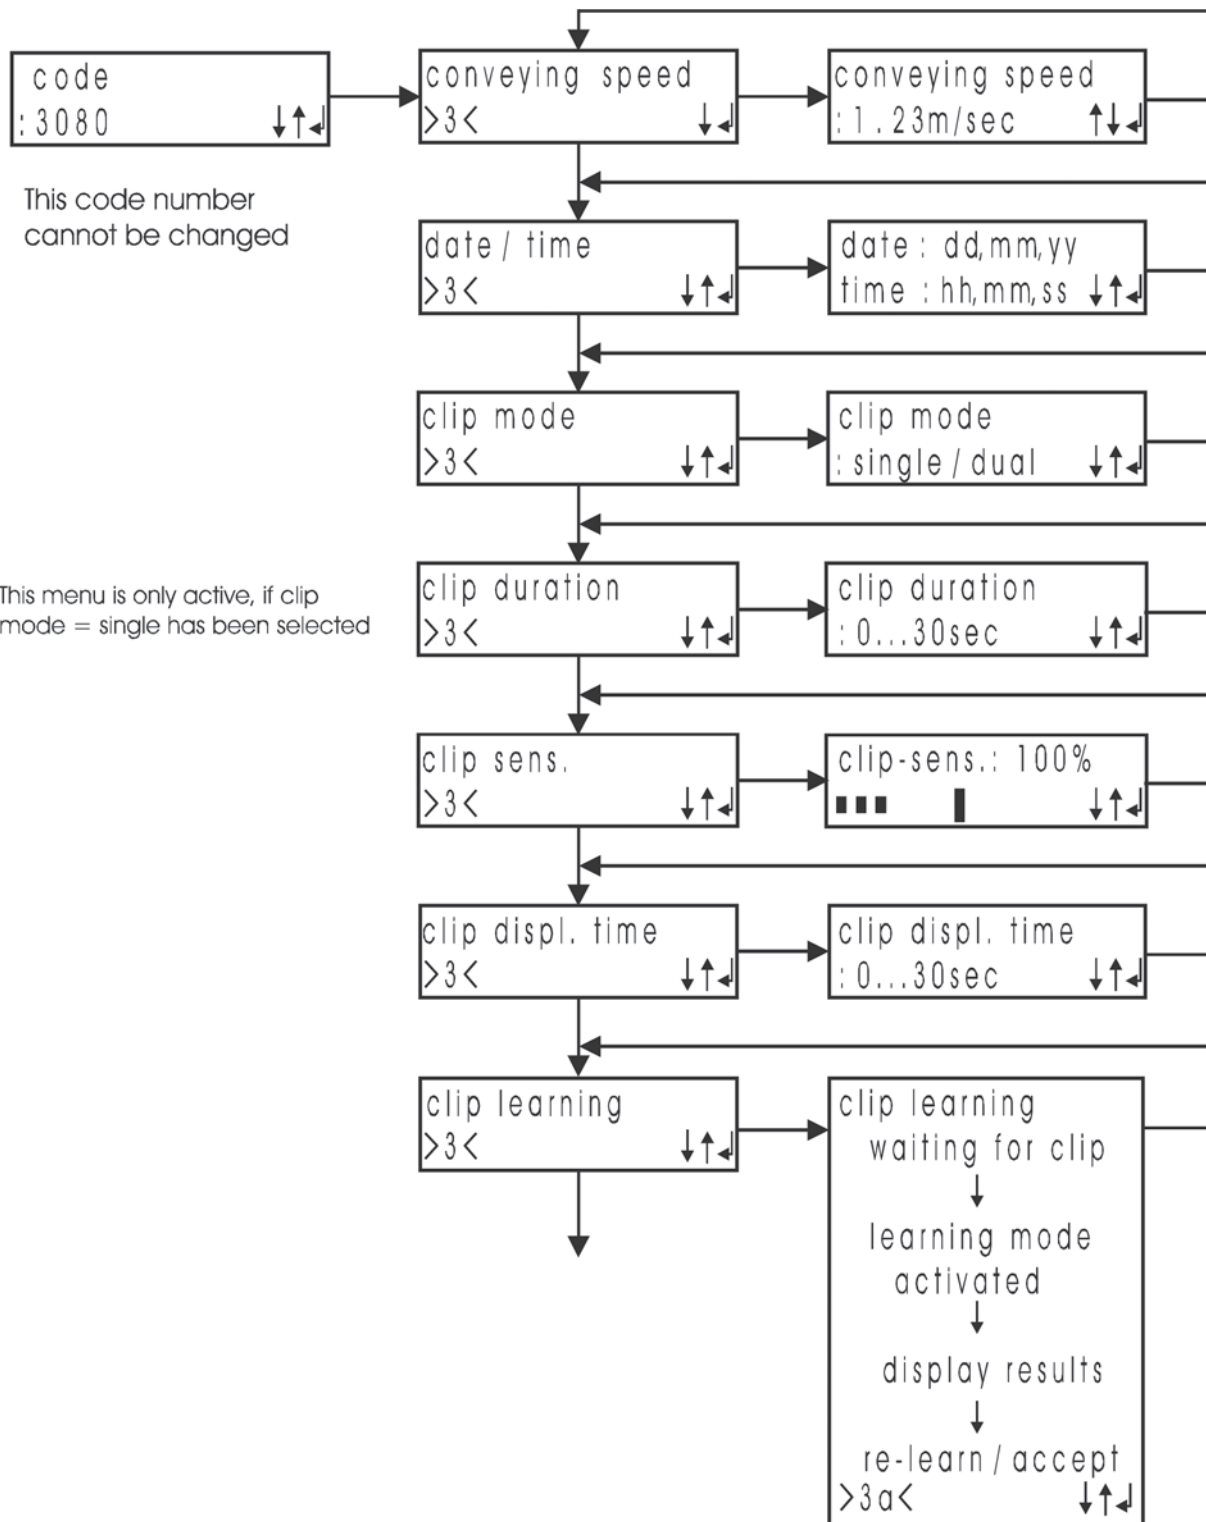 code
:3080 ↓↑↲
This code number
cannot be changed
conveying speed
>3< ↓↲
conveying speed
:1.23m/sec ↑↓↲
date / time
>3< ↓↑↲
date : dd,mm,yy
time : hh,mm,ss ↓↑↲
clip mode
>3< ↓↑↲
clip mode
: single / dual ↓↑↲
This menu is only active, if clip
mode = single has been selected
clip duration
>3< ↓↑↲
clip duration
: 0...30sec ↓↑↲
clip sens.
>3< ↓↑↲
clip-sens.: 100%
↓↑↲
clip displ. time
>3< ↓↑↲
clip displ. time
: 0...30sec ↓↑↲
clip learning
>3< ↓↑↲
clip learning
waiting for clip
↓
learning mode
activated
↓
display results
↓
re-learn / accept
>3a< ↓↑↲